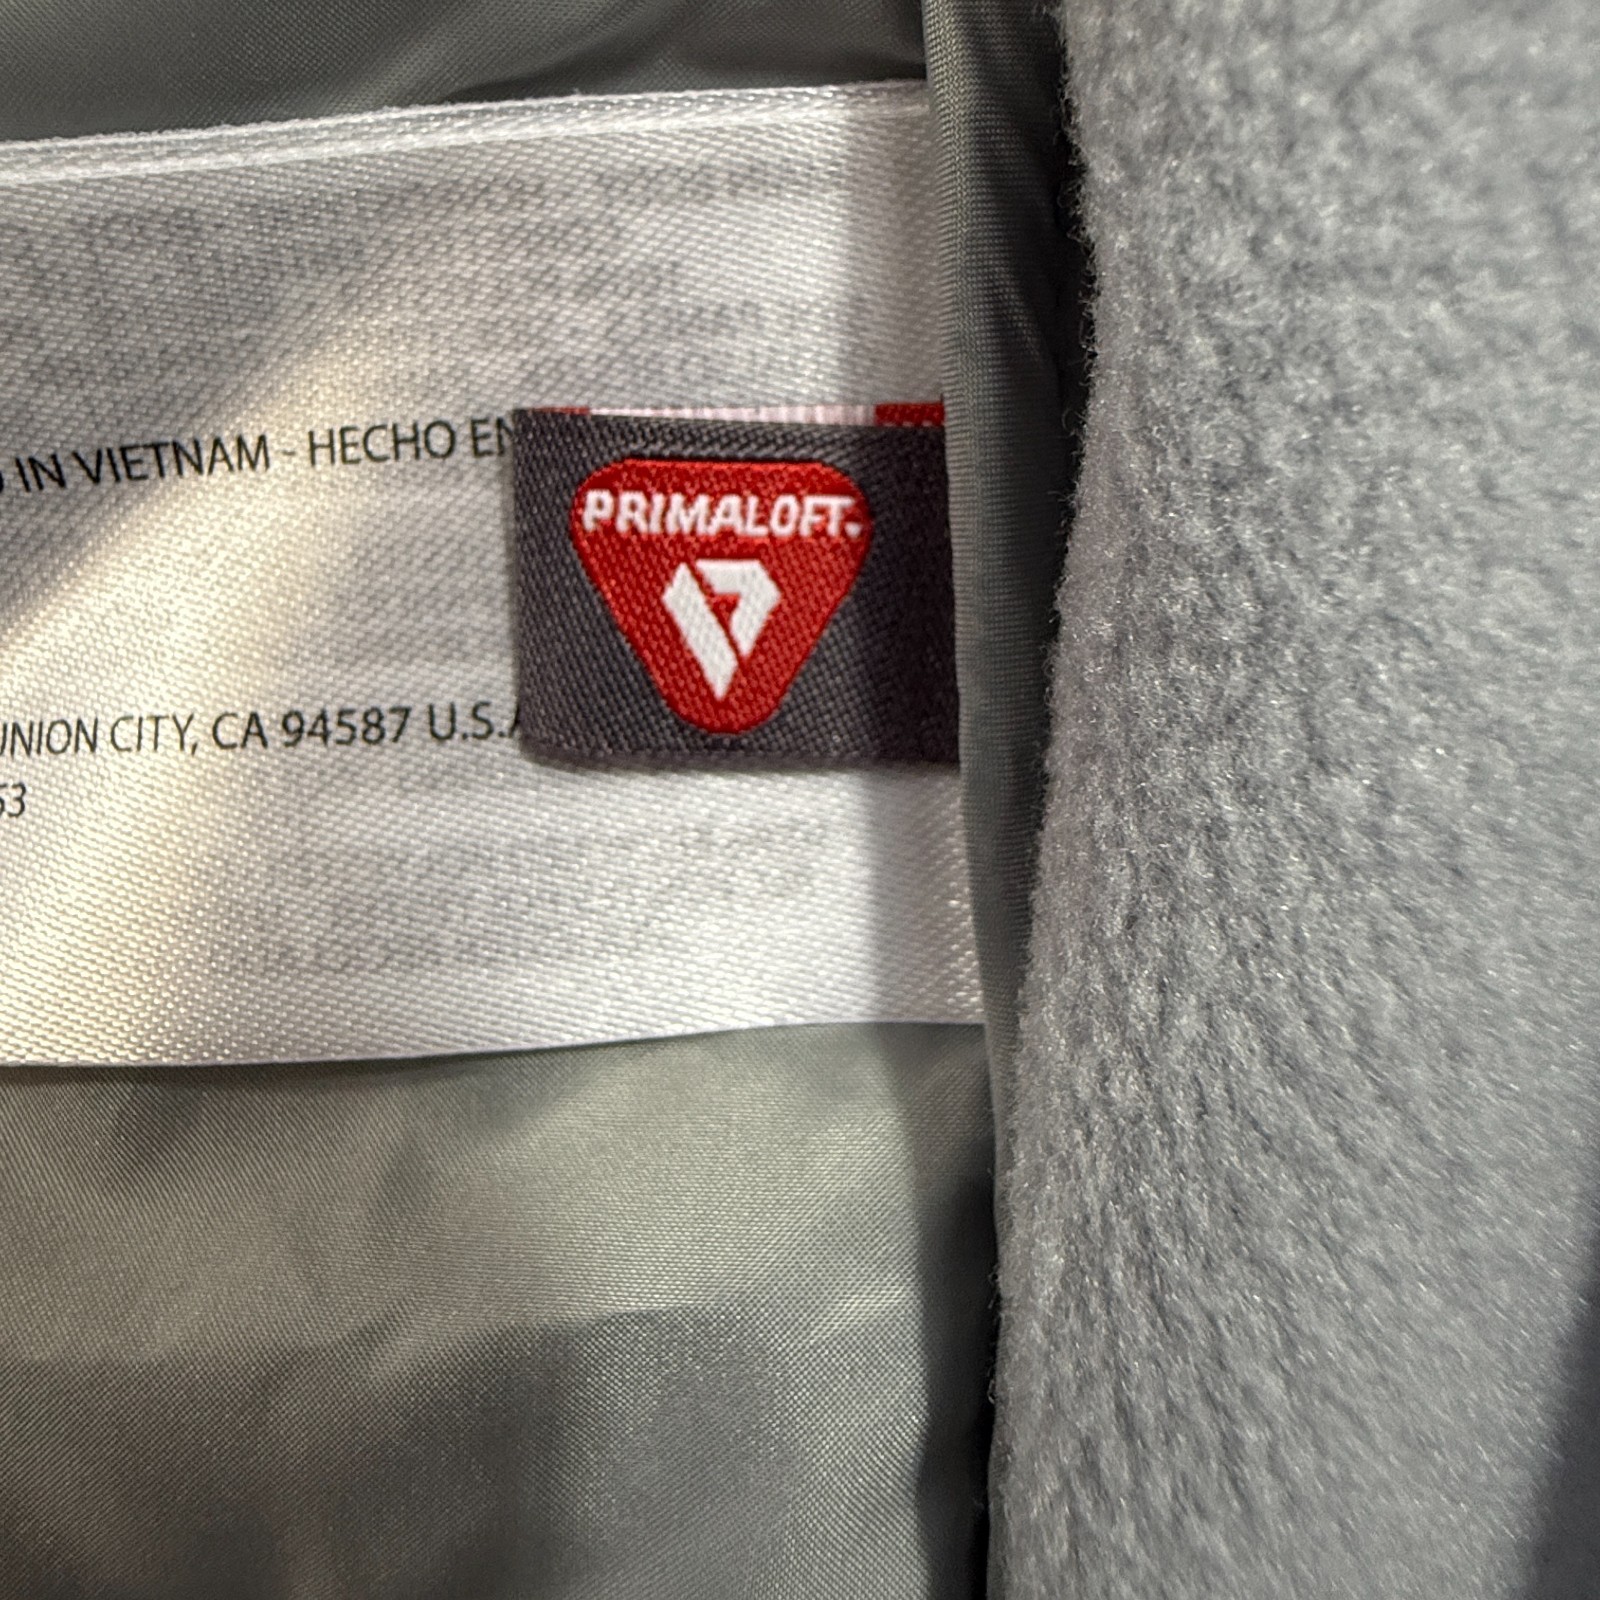 IN VIETNAM - HECHO EN
PRIMALOFT
UNION CITY, CA 94587 U.S.A
53